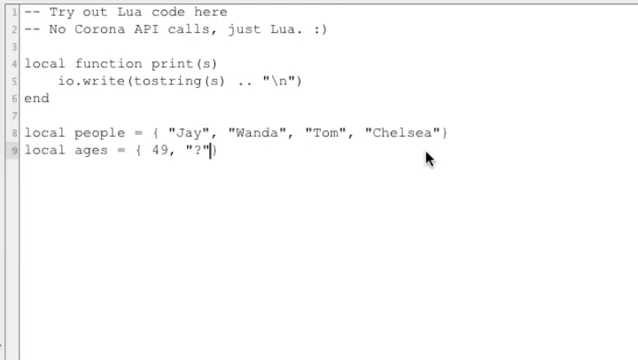 1 -- Try out Lua code here
2 -- No Corona API calls, just Lua. :)
3
4 local function print(s)
5     io.write(tostring(s) .. "\n")
6 end
7
8 local people = { "Jay", "Wanda", "Tom", "Chelsea"}
9 local ages = { 49, "?"}